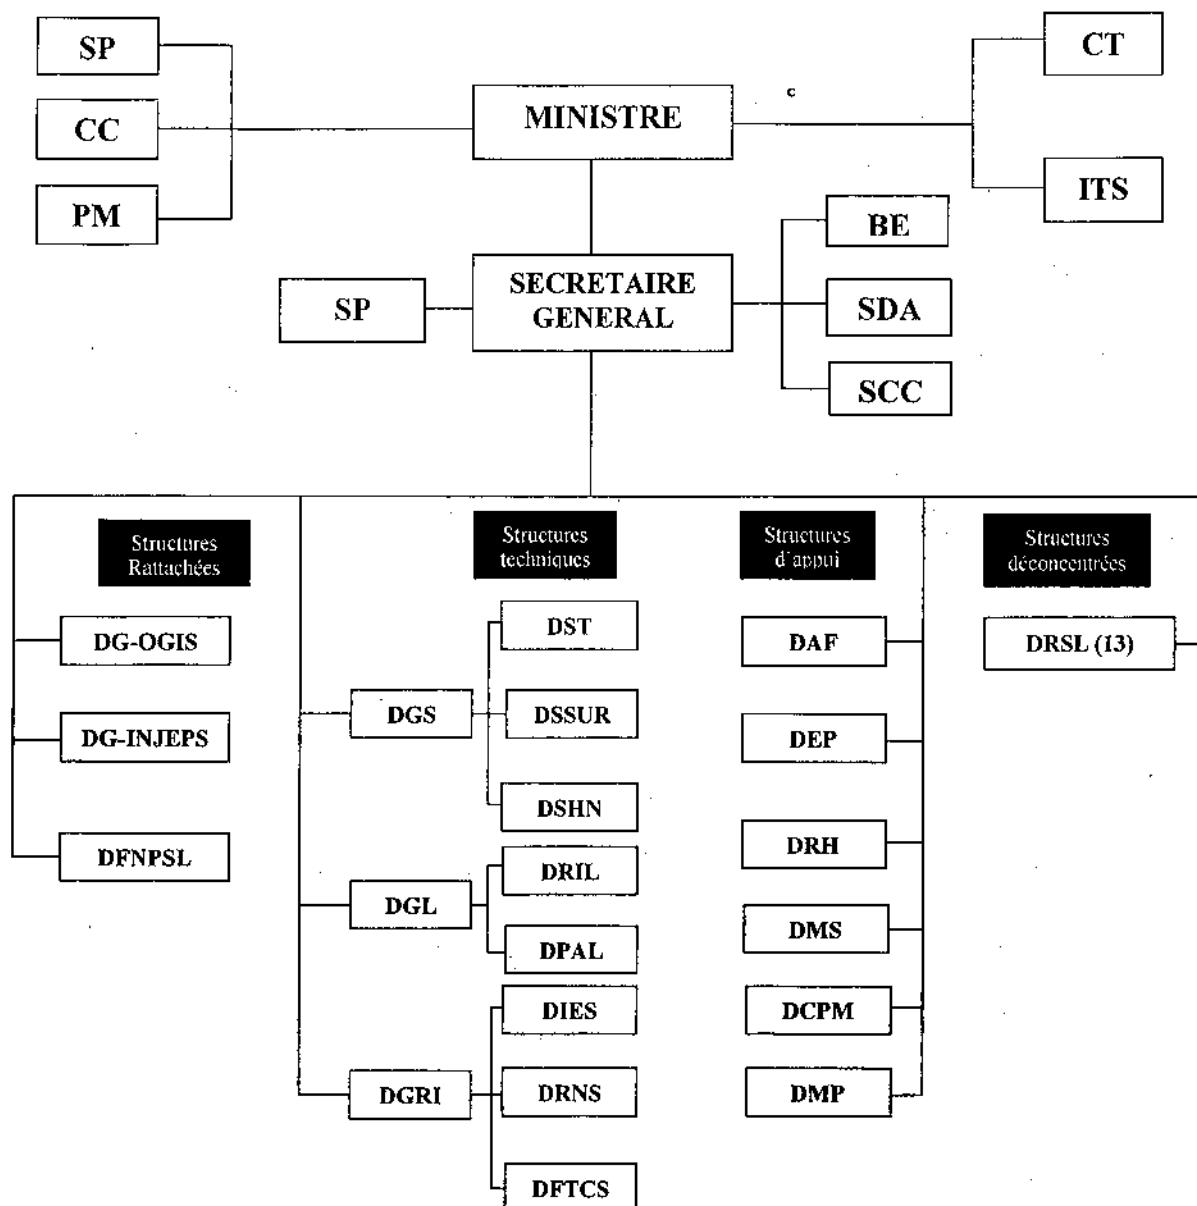 SP
CT
MINISTRE
CC
PM
ITS
BE
SECRETAIRE
GENERAL
SP
SDA
SCC
Structures
Rattachées
Structures
techniques
Structures
d'appui
Structures
déconcentrées
DG-OGIS
DG-INJEPS
DFNPSL
DGS
DST
DSSUR
DSHN
DGL
DRIL
DPAL
DGRI
DIES
DRNS
DFTCS
DAF
DEP
DRH
DMS
DCPM
DMP
DRSL (13)